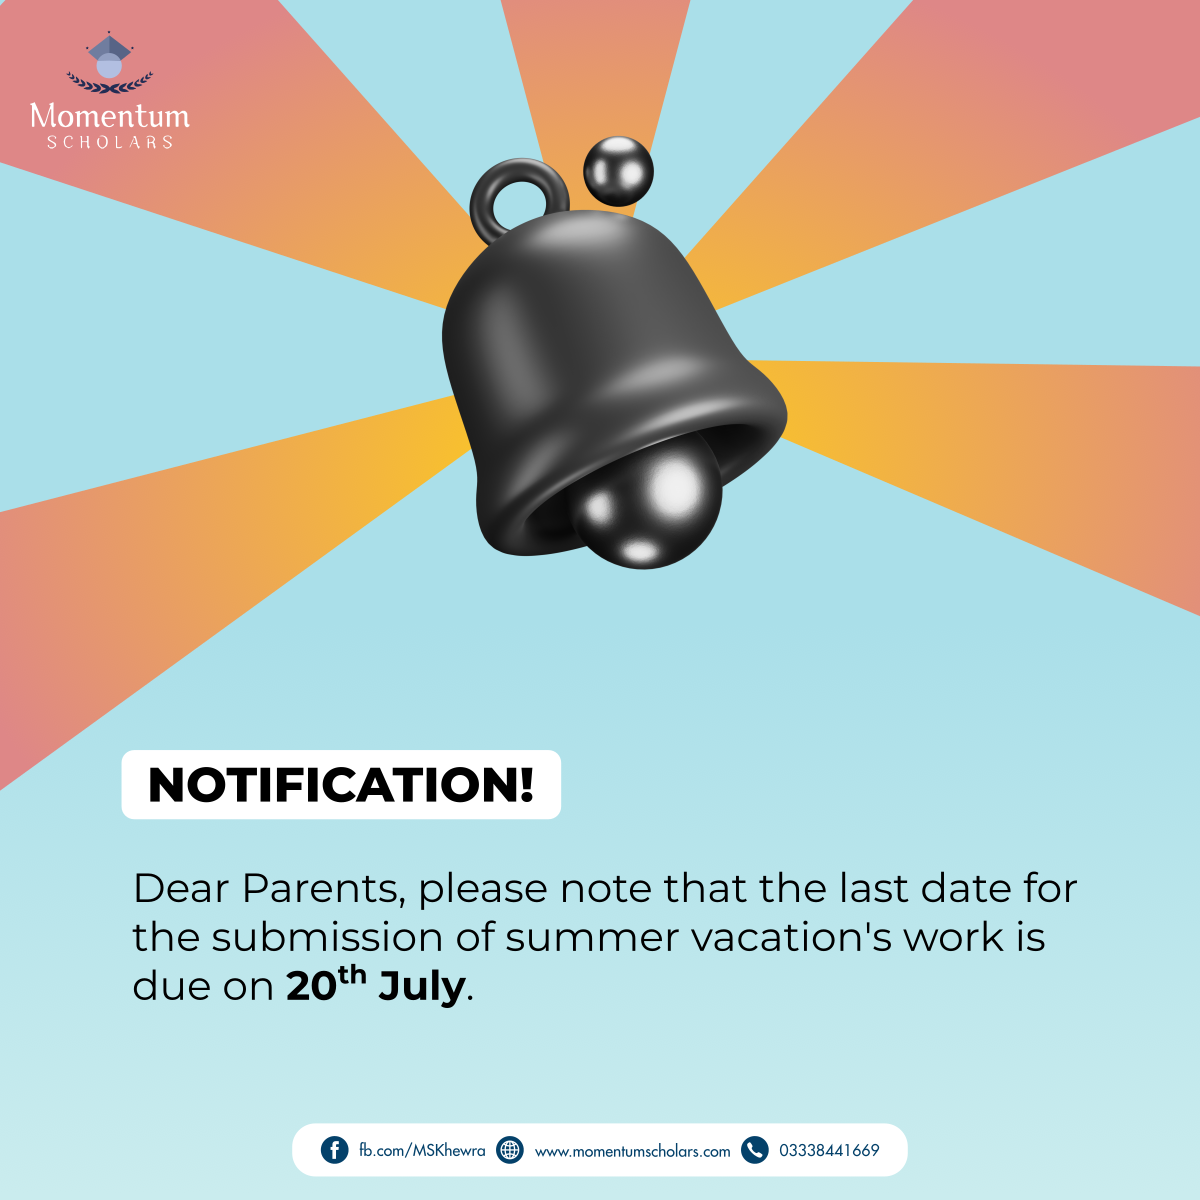 Momentum
SCHOLARS
NOTIFICATION!
Dear Parents, please note that the last date for
the submission of summer vacation's work is
due on 20th July.
fb.com/MSKhewra www.momentumscholars.com 03338441669